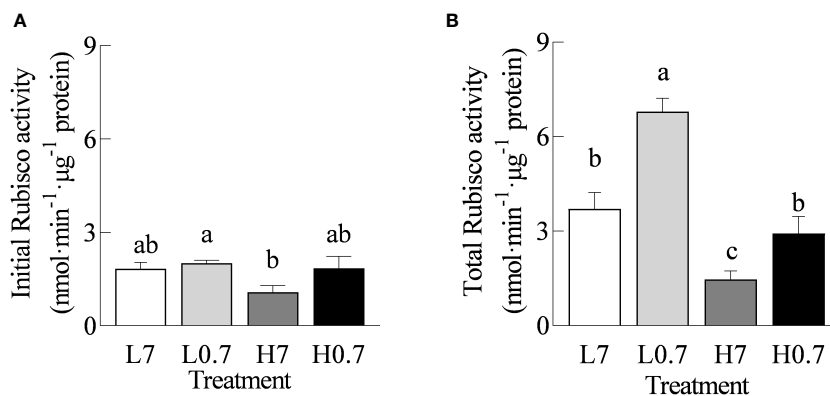 A
Initial Rubisco activity
(nmol·min⁻¹·µg⁻¹ protein)
9
6
3
0
ab
a
b
ab
L7 L0.7 H7 H0.7
Treatment
B
Total Rubisco activity
(nmol·min⁻¹·µg⁻¹ protein)
9
6
3
0
b
a
c
b
L7 L0.7 H7 H0.7
Treatment